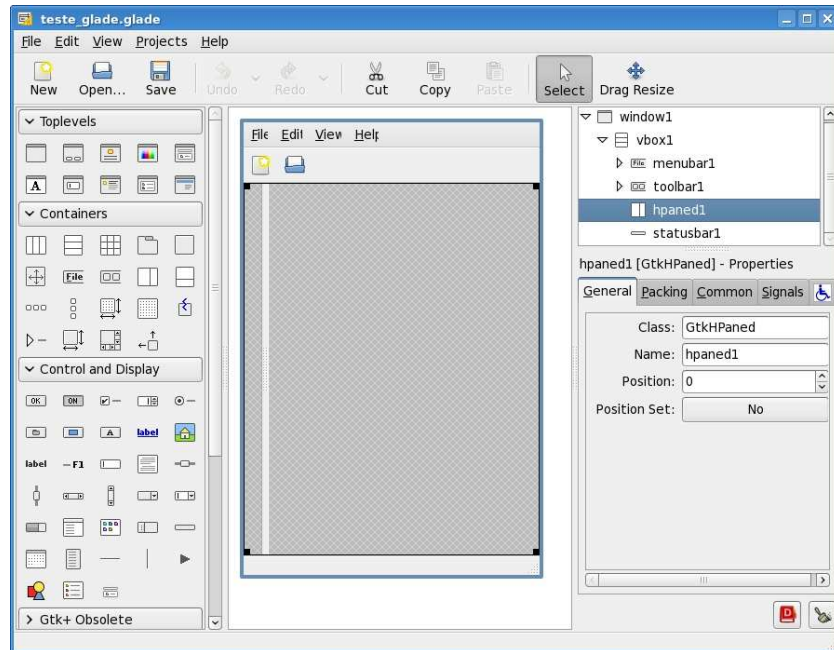 teste_glade.glade
File Edit View Projects Help
New Open... Save Undo Redo Cut Copy Paste Select Drag Resize
Toplevels
A
Containers
File
Control and Display
OK ON
A label
label F1
Gtk+ Obsolete
File Edit View Help
window1
vbox1
File menubar1
toolbar1
hpaned1
statusbar1
hpaned1 [GtkHPaned] - Properties
General Packing Common Signals
Class: GtkHPaned
Name: hpaned1
Position: 0
Position Set: No